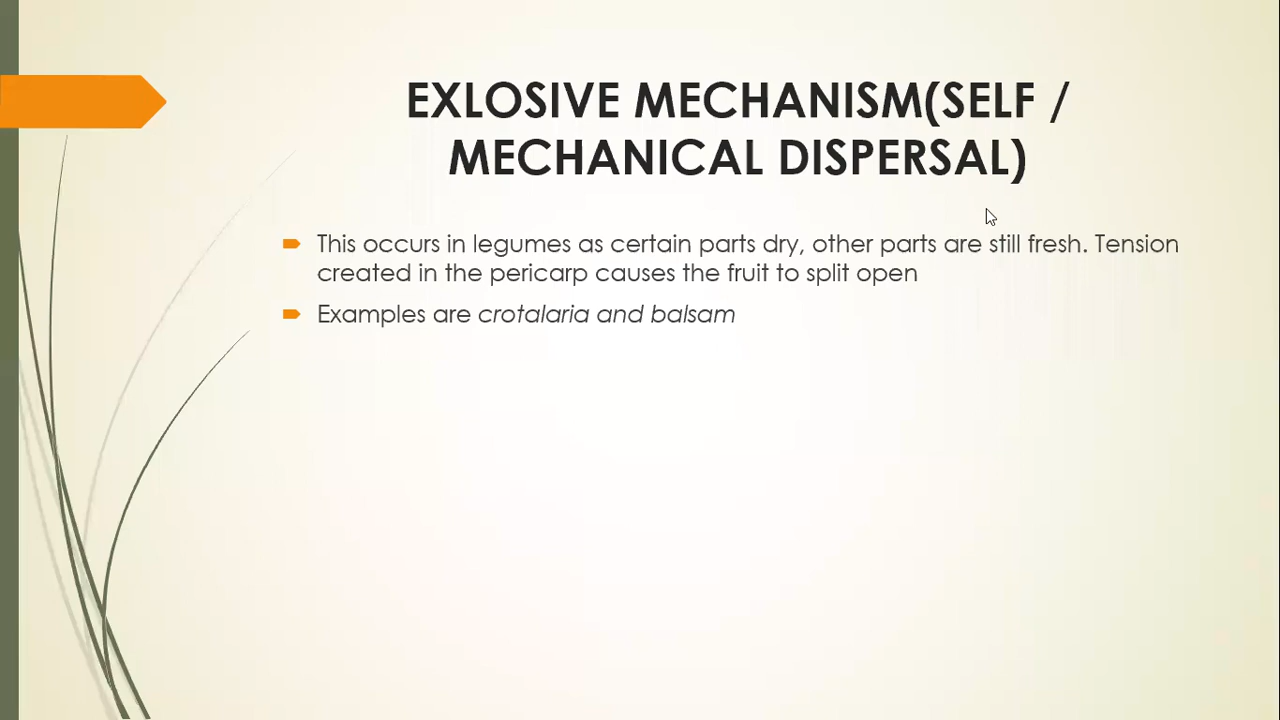 EXLOSIVE MECHANISM(SELF /
MECHANICAL DISPERSAL)
This occurs in legumes as certain parts dry, other parts are still fresh. Tension
created in the pericarp causes the fruit to split open
Examples are crotalaria and balsam